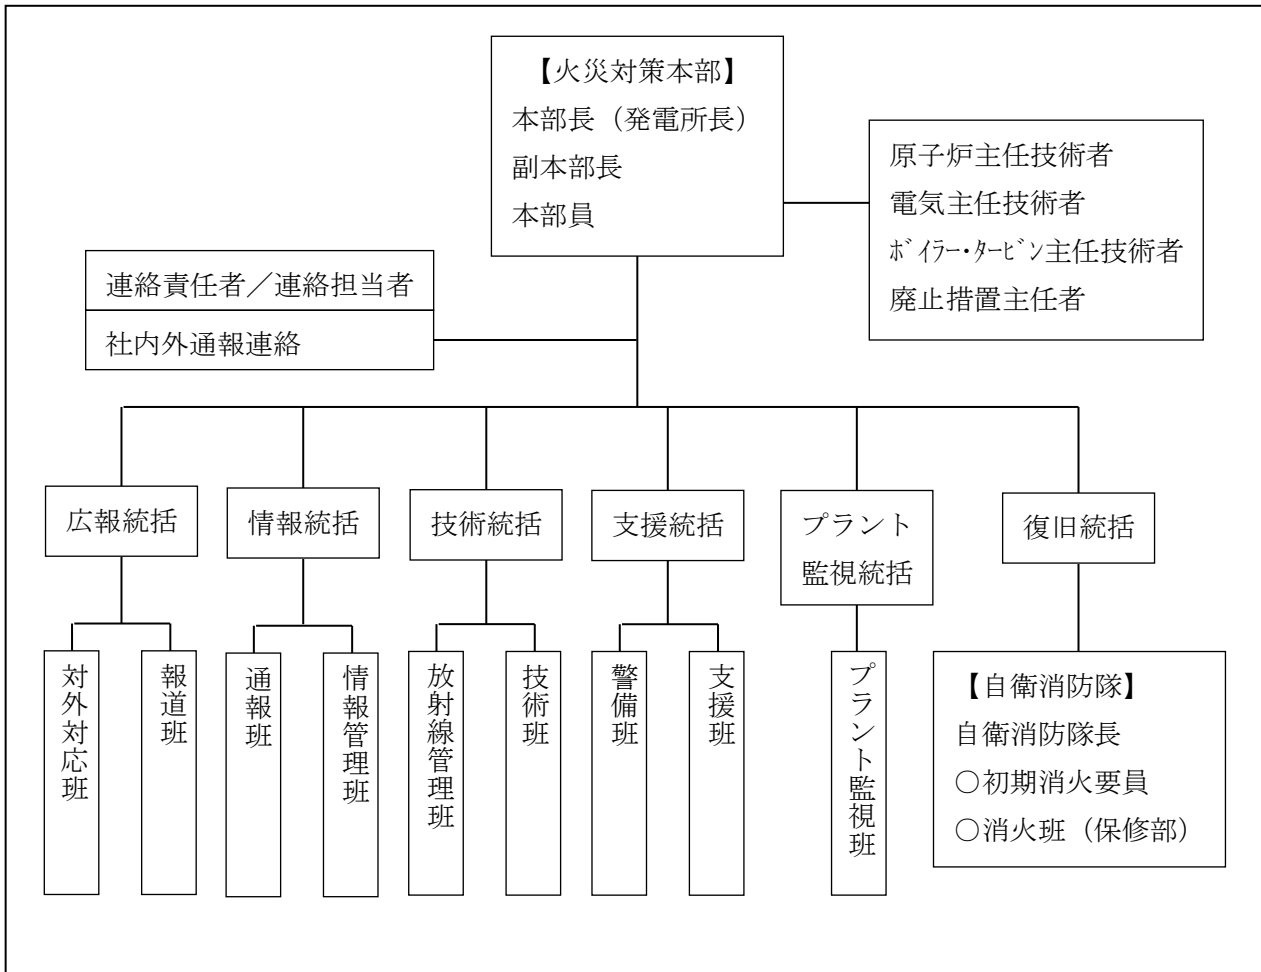 【火災対策本部】
本部長（発電所長）
副本部長
本部員
原子炉主任技術者
電気主任技術者
ﾎﾞｲﾗｰ・ﾀｰﾋﾞﾝ主任技術者
廃止措置主任者
連絡責任者／連絡担当者
社内外通報連絡
広報統括
情報統括
技術統括
支援統括
プラント
監視統括
復旧統括
対外対応班
報道班
通報班
情報管理班
放射線管理班
技術班
警備班
支援班
プラント監視班
【自衛消防隊】
自衛消防隊長
○初期消火要員
○消火班（保修部）